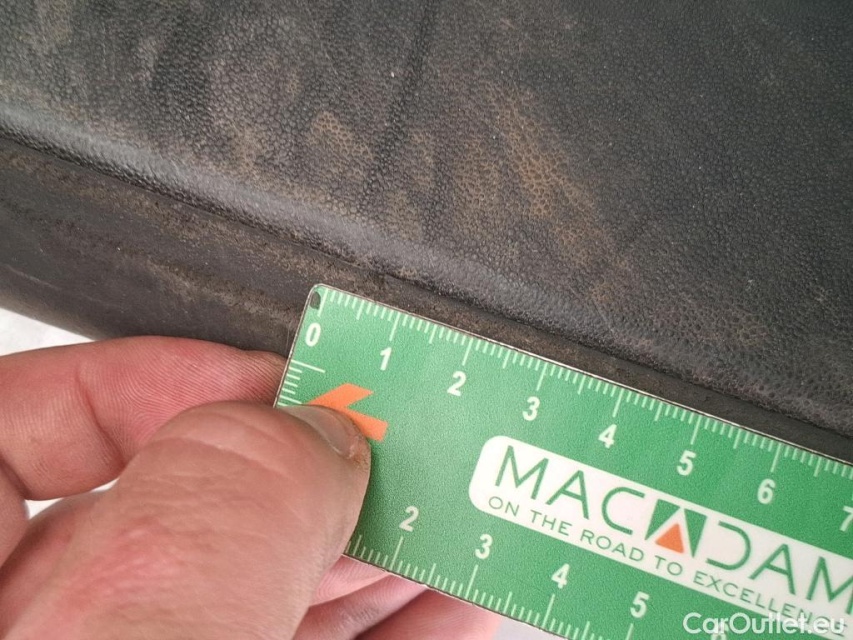 0 1 2 3 4 5 6 7
MACADAM
ON THE ROAD TO EXCELLENCE
2 3 4 5
CarOutlet.eu